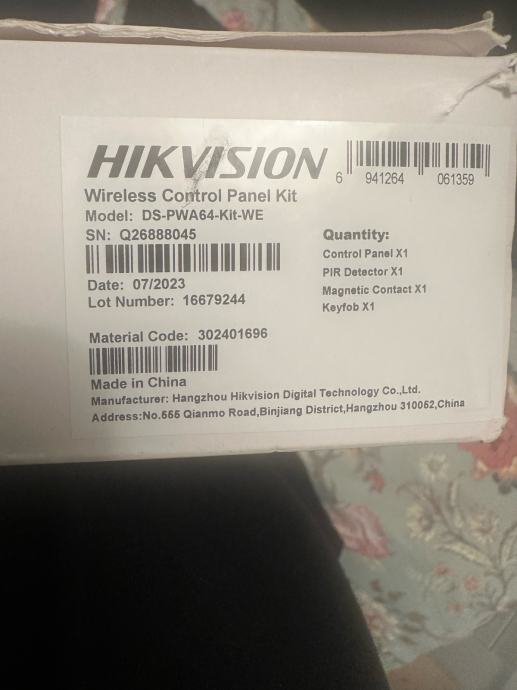 HIKVISION
6 941264 061359
Wireless Control Panel Kit
Model: DS-PWA64-Kit-WE
SN: Q26888045
Quantity:
Control Panel X1
PIR Detector X1
Magnetic Contact X1
Keyfob X1
Date: 07/2023
Lot Number: 16679244
Material Code: 302401696
Made in China
Manufacturer: Hangzhou Hikvision Digital Technology Co.,Ltd.
Address:No.555 Qianmo Road,Binjiang District,Hangzhou 310052,China